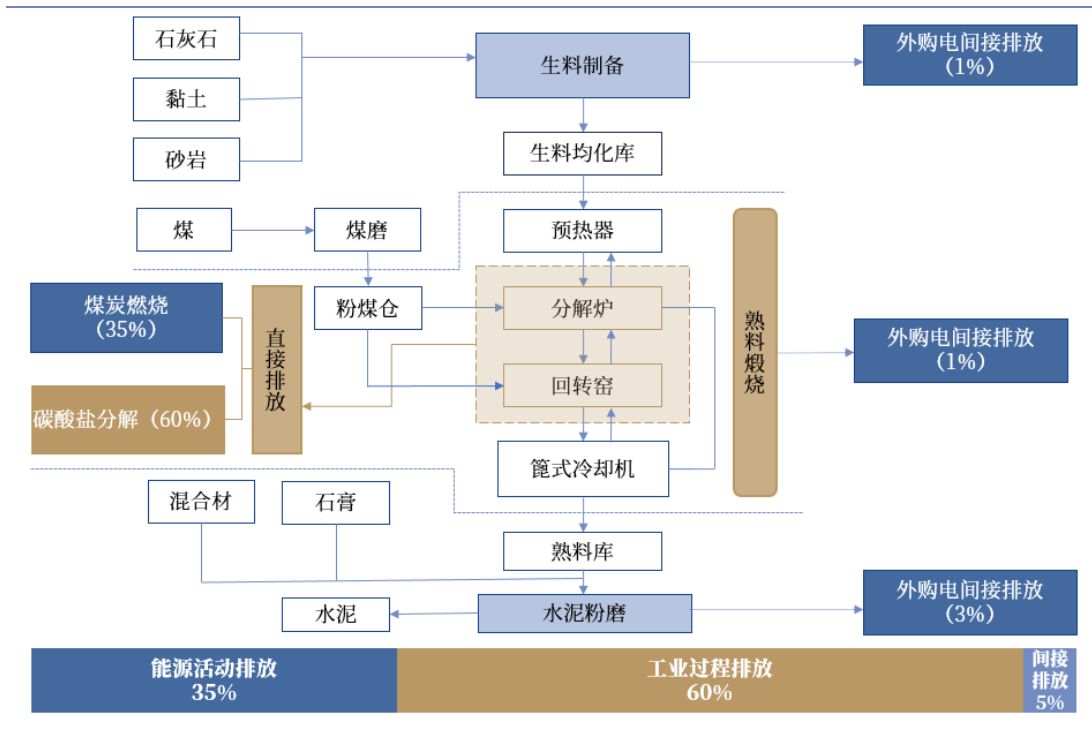 石灰石
生料制备
外购电间接排放
（1%）
黏土
砂岩
生料均化库
煤
煤磨
预热器
煤炭燃烧
（35%）
直接排放
粉煤仓
分解炉
熟料煅烧
外购电间接排放
（1%）
碳酸盐分解（60%）
回转窑
篦式冷却机
混合材
石膏
熟料库
水泥
水泥粉磨
外购电间接排放
（3%）
能源活动排放
35%
工业过程排放
60%
间接
排放
5%